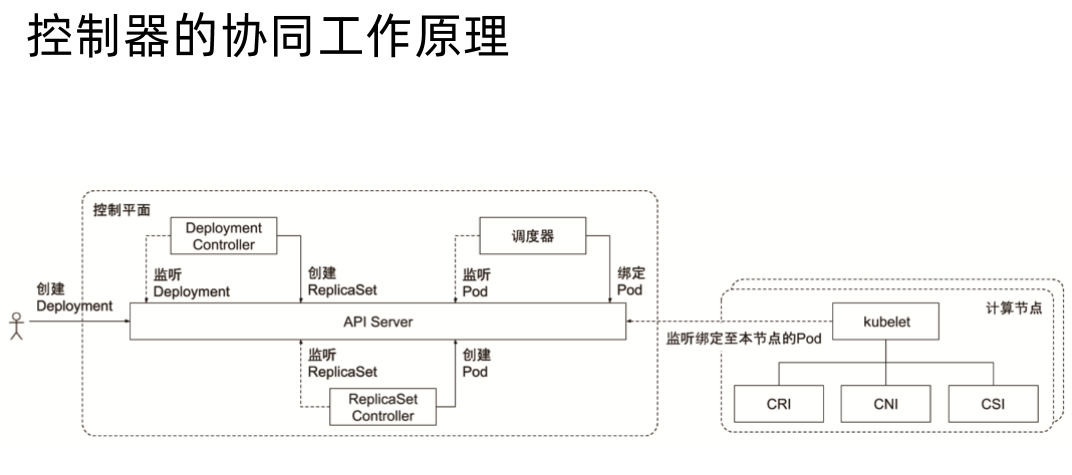 控制器的协同工作原理
控制平面
Deployment
Controller
调度器
监听
Deployment
创建
ReplicaSet
监听
Pod
绑定
Pod
创建
Deployment
API Server
监听
ReplicaSet
创建
Pod
ReplicaSet
Controller
计算节点
kubelet
监听绑定至本节点的Pod
CRI
CNI
CSI